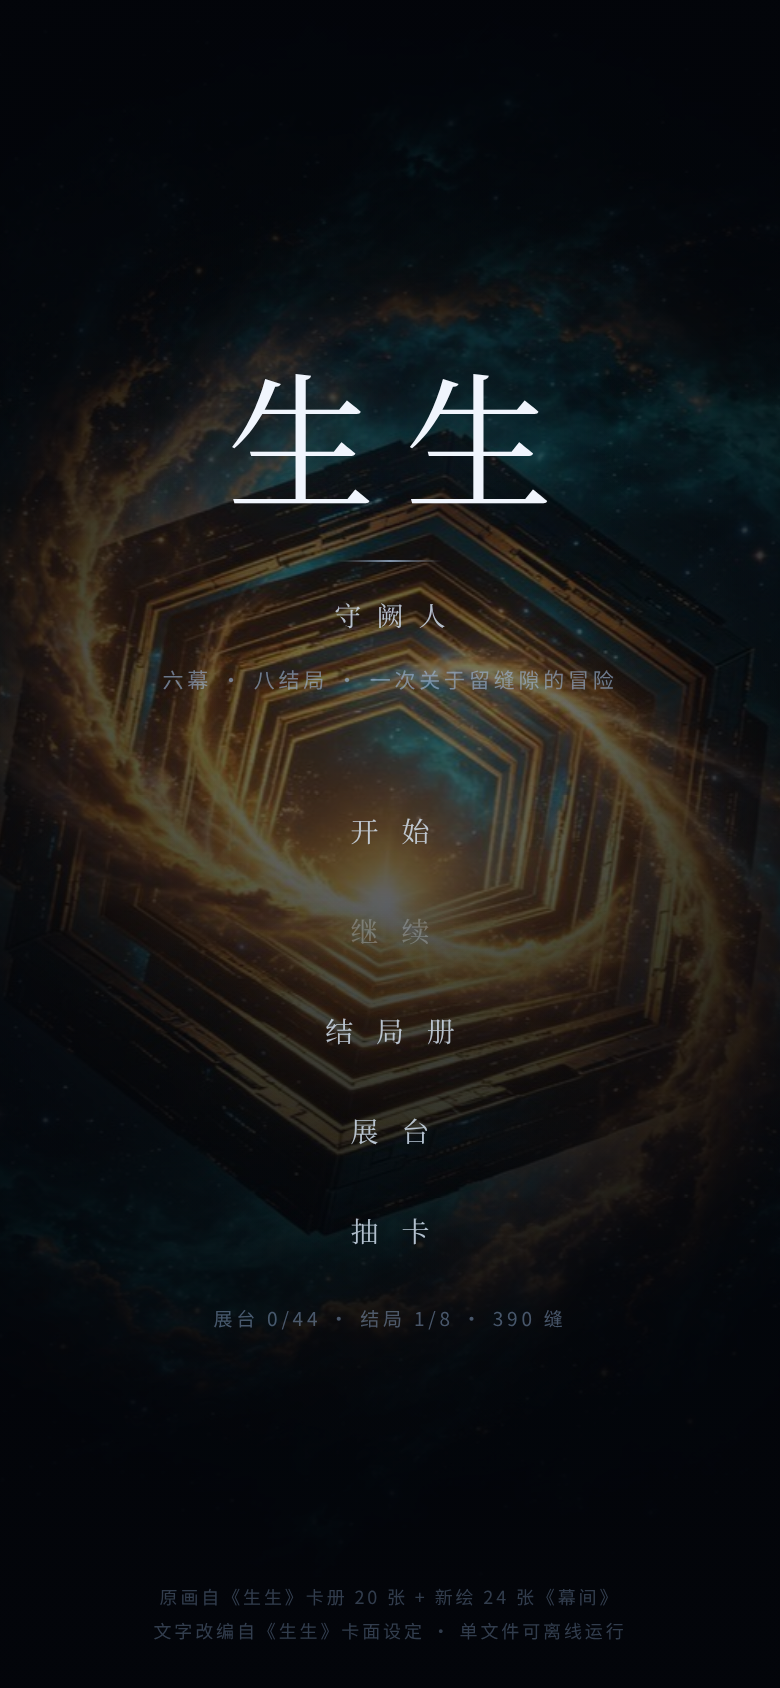 生生
守阙人
六幕 · 八结局 · 一次关于留缝隙的冒险
开始
继续
结局册
展台
抽卡
展台 0/44 · 结局 1/8 · 390 缝
原画自《生生》卡册 20 张 + 新绘 24 张《幕间》
文字改编自《生生》卡面设定 · 单文件可离线运行